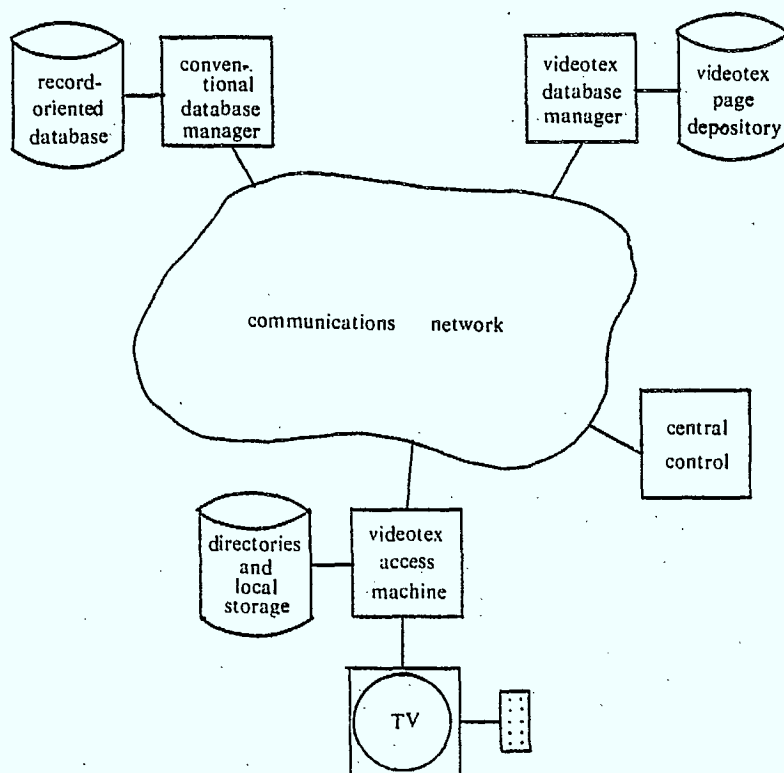 record-
oriented
database
conven-
tional
database
manager
videotex
database
manager
videotex
page
depository
communications network
central
control
directories
and
local
storage
videotex
access
machine
TV